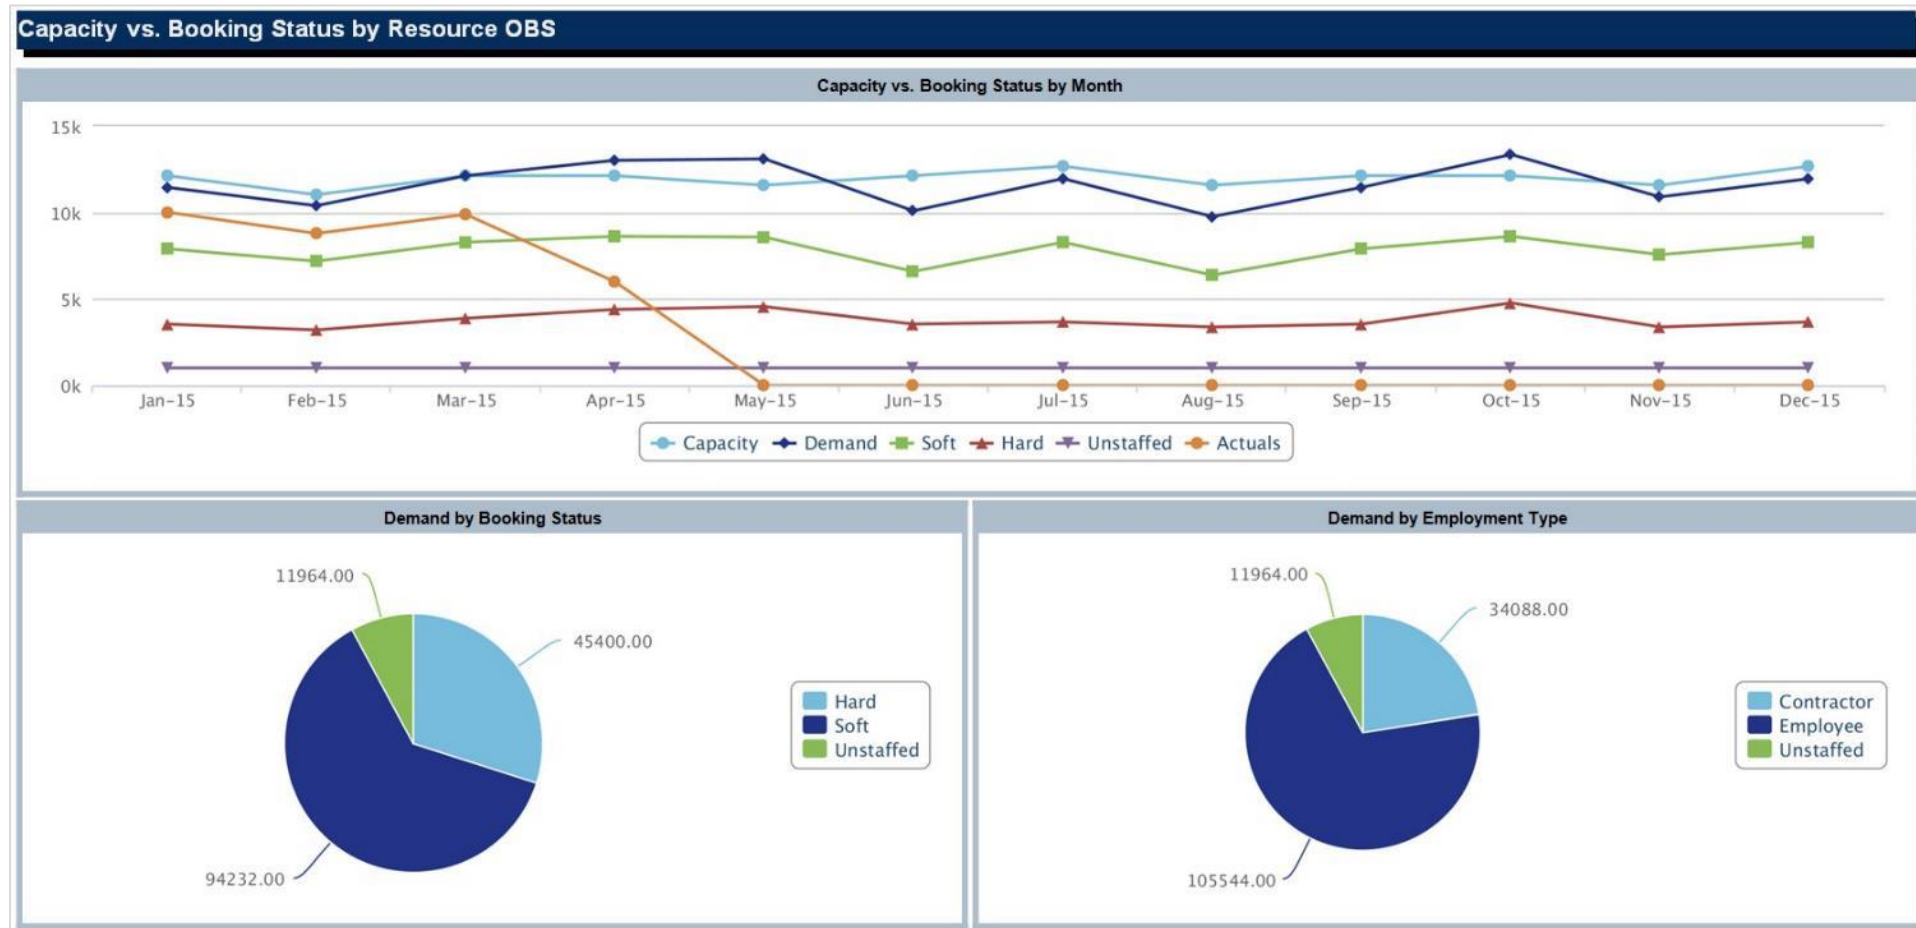 Capacity vs. Booking Status by Resource OBS
Capacity vs. Booking Status by Month
15k
10k
5k
0k
Jan-15 Feb-15 Mar-15 Apr-15 May-15 Jun-15 Jul-15 Aug-15 Sep-15 Oct-15 Nov-15 Dec-15
Capacity Demand Soft Hard Unstaffed Actuals
Demand by Booking Status
11964.00
45400.00
94232.00
Hard
Soft
Unstaffed
Demand by Employment Type
11964.00
34088.00
105544.00
Contractor
Employee
Unstaffed